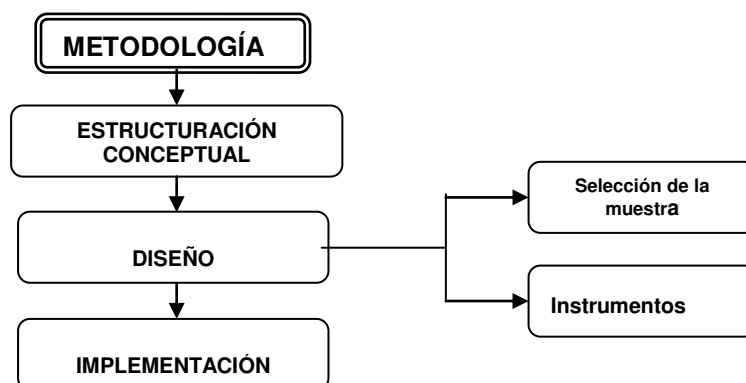 METODOLOGÍA
ESTRUCTURACIÓN
CONCEPTUAL
Selección de la
muestra
DISEÑO
Instrumentos
IMPLEMENTACIÓN